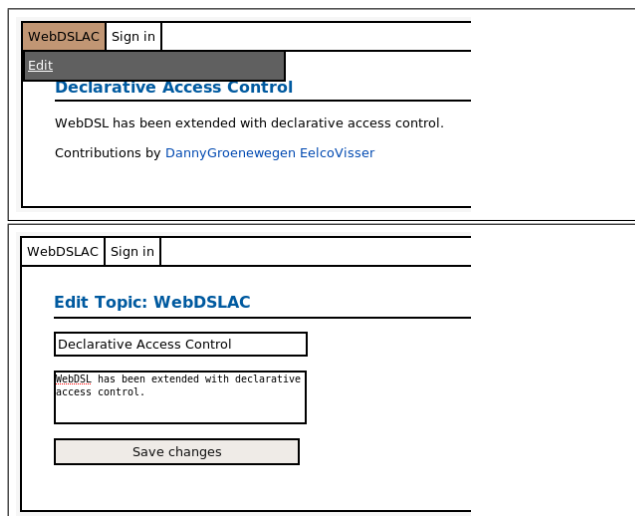 WebDSLAC Sign in
Edit
Declarative Access Control
WebDSL has been extended with declarative access control.
Contributions by DannyGroenewegen EelcoVisser
WebDSLAC Sign in
Edit Topic: WebDSLAC
Declarative Access Control
WebDSL has been extended with declarative
access control.
Save changes